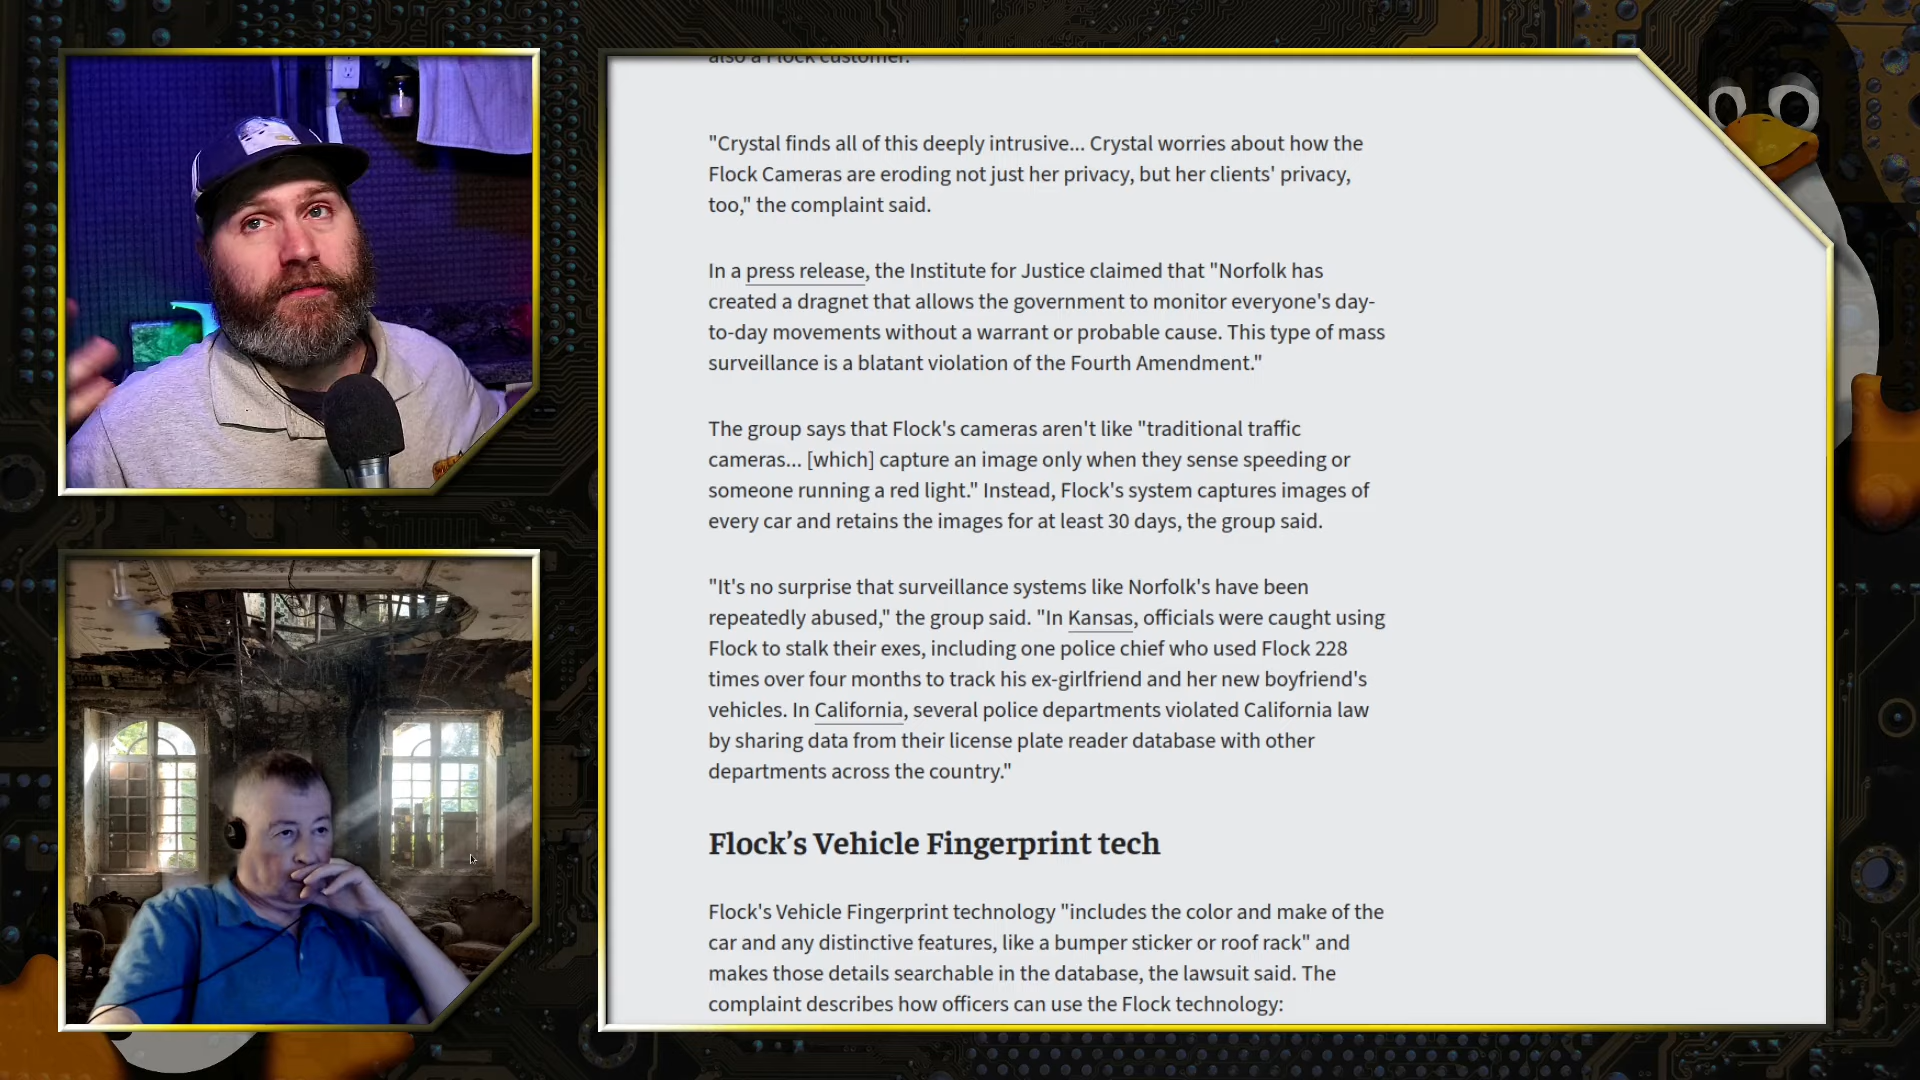 also a Flock customer.
"Crystal finds all of this deeply intrusive... Crystal worries about how the
Flock Cameras are eroding not just her privacy, but her clients' privacy,
too," the complaint said.
In a press release, the Institute for Justice claimed that "Norfolk has
created a dragnet that allows the government to monitor everyone's day-
to-day movements without a warrant or probable cause. This type of mass
surveillance is a blatant violation of the Fourth Amendment."
The group says that Flock's cameras aren't like "traditional traffic
cameras... [which] capture an image only when they sense speeding or
someone running a red light." Instead, Flock's system captures images of
every car and retains the images for at least 30 days, the group said.
"It's no surprise that surveillance systems like Norfolk's have been
repeatedly abused," the group said. "In Kansas, officials were caught using
Flock to stalk their exes, including one police chief who used Flock 228
times over four months to track his ex-girlfriend and her new boyfriend's
vehicles. In California, several police departments violated California law
by sharing data from their license plate reader database with other
departments across the country."
Flock’s Vehicle Fingerprint tech
Flock's Vehicle Fingerprint technology "includes the color and make of the
car and any distinctive features, like a bumper sticker or roof rack" and
makes those details searchable in the database, the lawsuit said. The
complaint describes how officers can use the Flock technology: